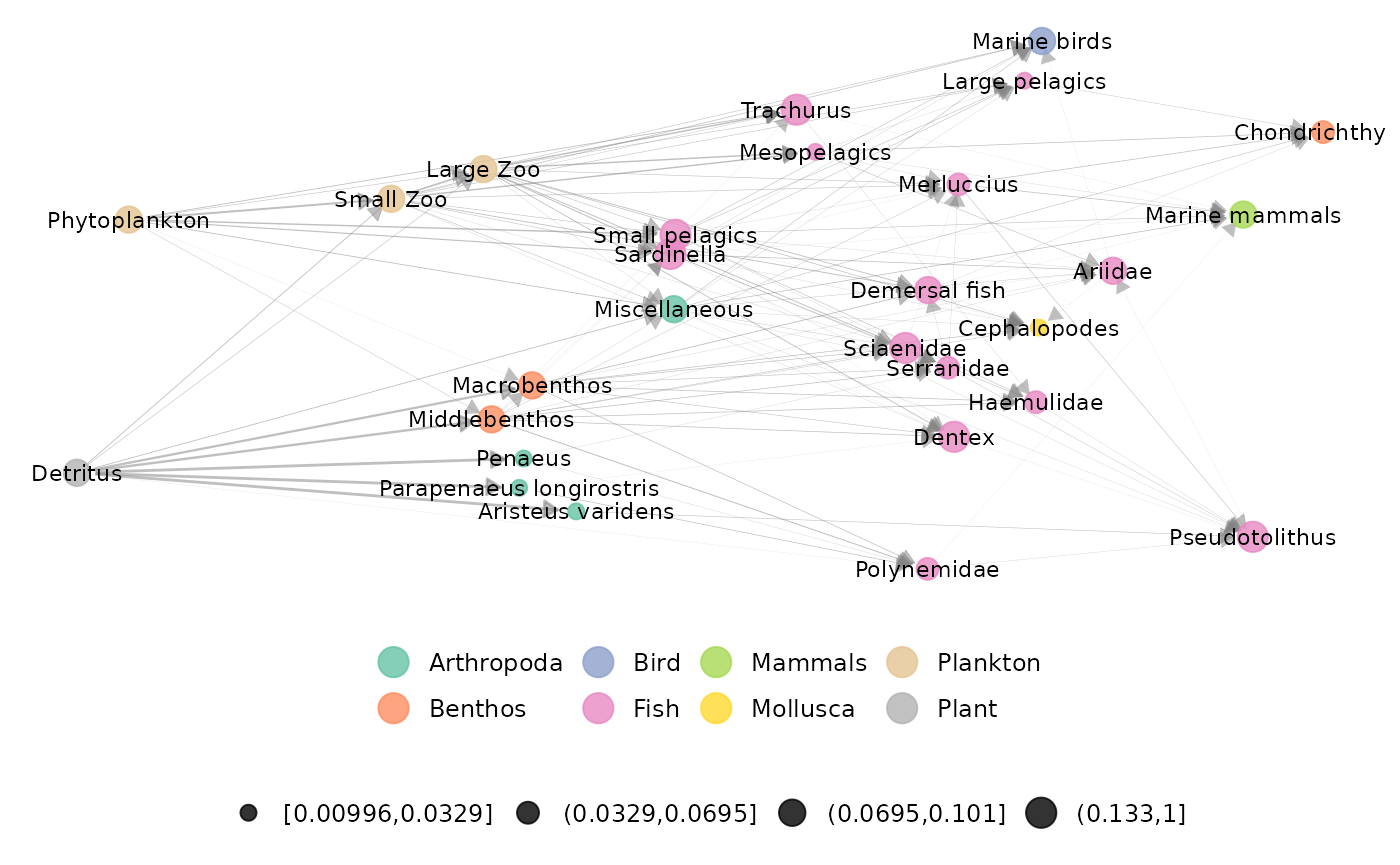 Marine birds
Large pelagics
Trachurus
Chondrichthy
Mesopelagics
Large Zoo
Merluccius
Small Zoo
Marine mammals
Phytoplankton
Small pelagics
Sardinella
Ariidae
Demersal fish
Miscellaneous
Cephalopodes
Sciaenidae
Serranidae
Macrobenthos
Haemulidae
Middlebenthos
Dentex
Penaeus
Detritus
Parapenaeus longirostris
Aristeus varidens
Pseudotolithus
Polynemidae
Arthropoda Bird Mammals Plankton
Benthos Fish Mollusca Plant
[0.00996,0.0329] (0.0329,0.0695] (0.0695,0.101] (0.133,1]